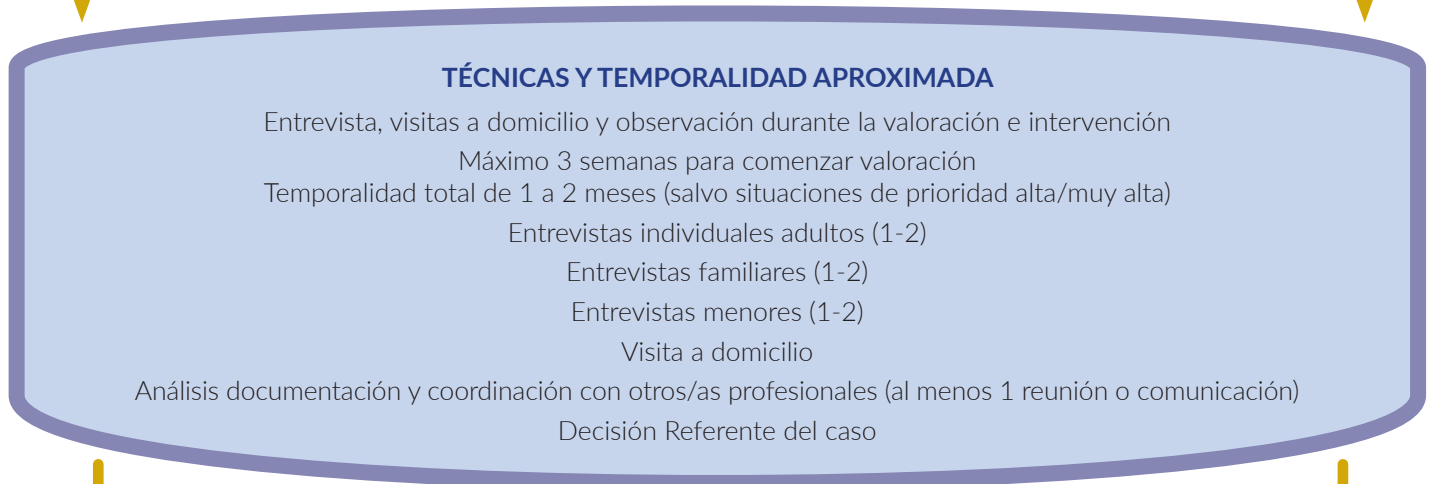 TÉCNICAS Y TEMPORALIDAD APROXIMADA
Entrevista, visitas a domicilio y observación durante la valoración e intervención
Máximo 3 semanas para comenzar valoración
Temporalidad total de 1 a 2 meses (salvo situaciones de prioridad alta/muy alta)
Entrevistas individuales adultos (1-2)
Entrevistas familiares (1-2)
Entrevistas menores (1-2)
Visita a domicilio
Análisis documentación y coordinación con otros/as profesionales (al menos 1 reunión o comunicación)
Decisión Referente del caso